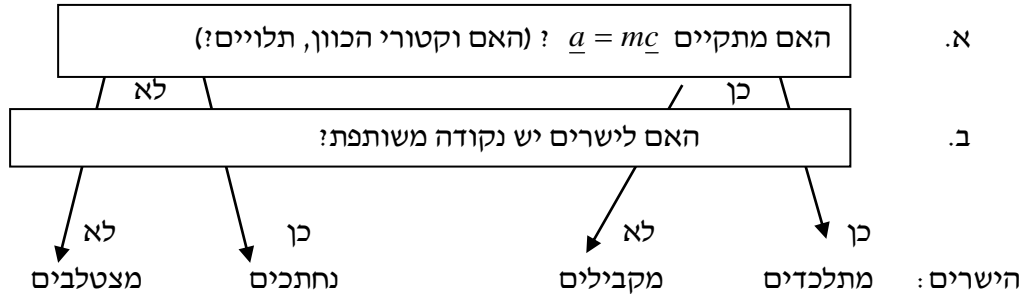 א. האם מתקיים a = mc ? (האם וקטורי הכוון, תלויים?)
כן לא
ב. האם לישרים יש נקודה משותפת?
כן לא כן לא
הישרים: מתלכדים מקבילים נחתכים מצטלבים